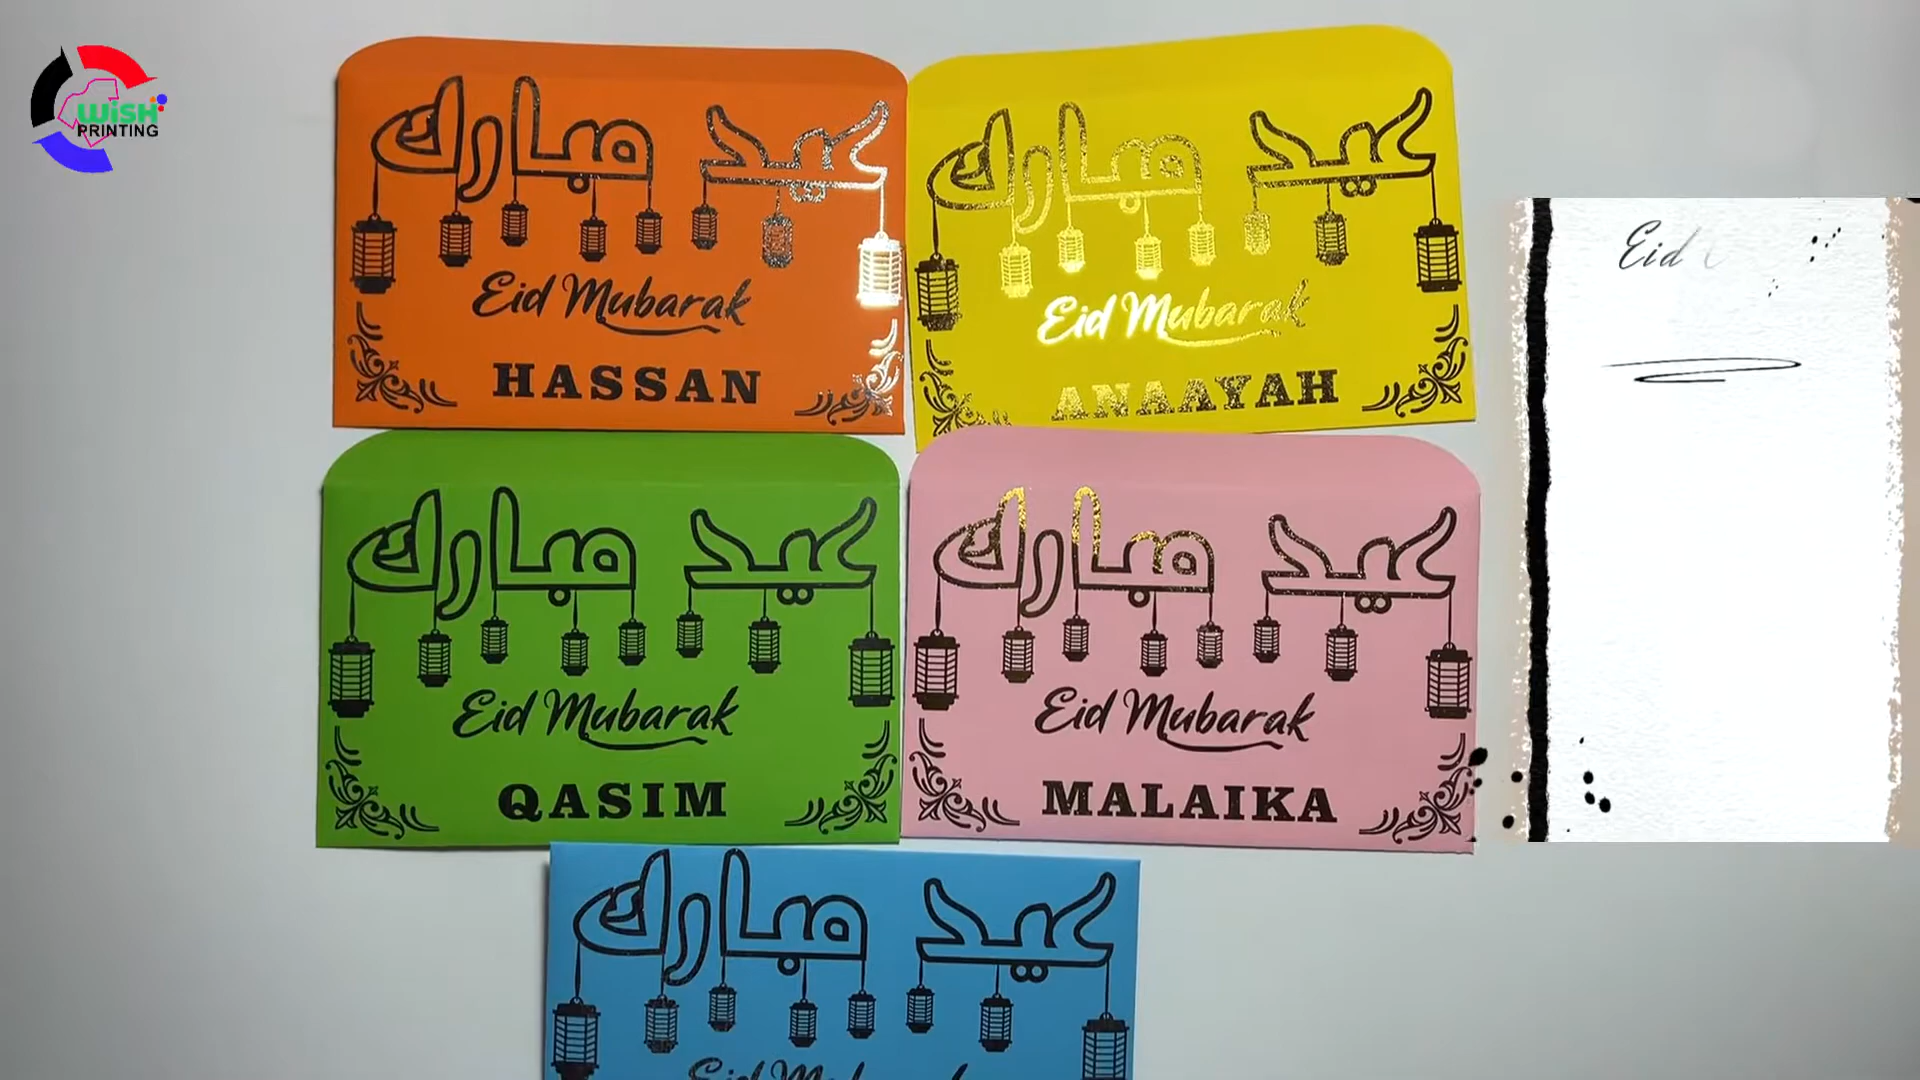 WiSH
PRINTING
عيد مبارك
Eid Mubarak
HASSAN
عيد مبارك
Eid Mubarak
ANAAYAH
Eid
عيد مبارك
Eid Mubarak
QASIM
عيد مبارك
Eid Mubarak
MALAIKA
عيد مبارك